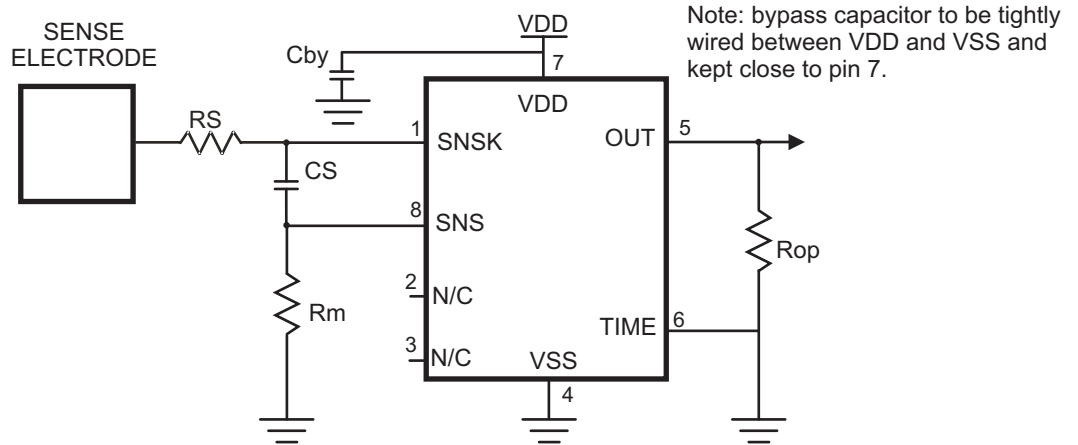 SENSE
ELECTRODE
RS
CS
Rm
Cby
VDD
7
VDD
1
SNSK
8
SNS
2
N/C
3
N/C
VSS
4
OUT
5
TIME
6
Rop
Note: bypass capacitor to be tightly
wired between VDD and VSS and
kept close to pin 7.